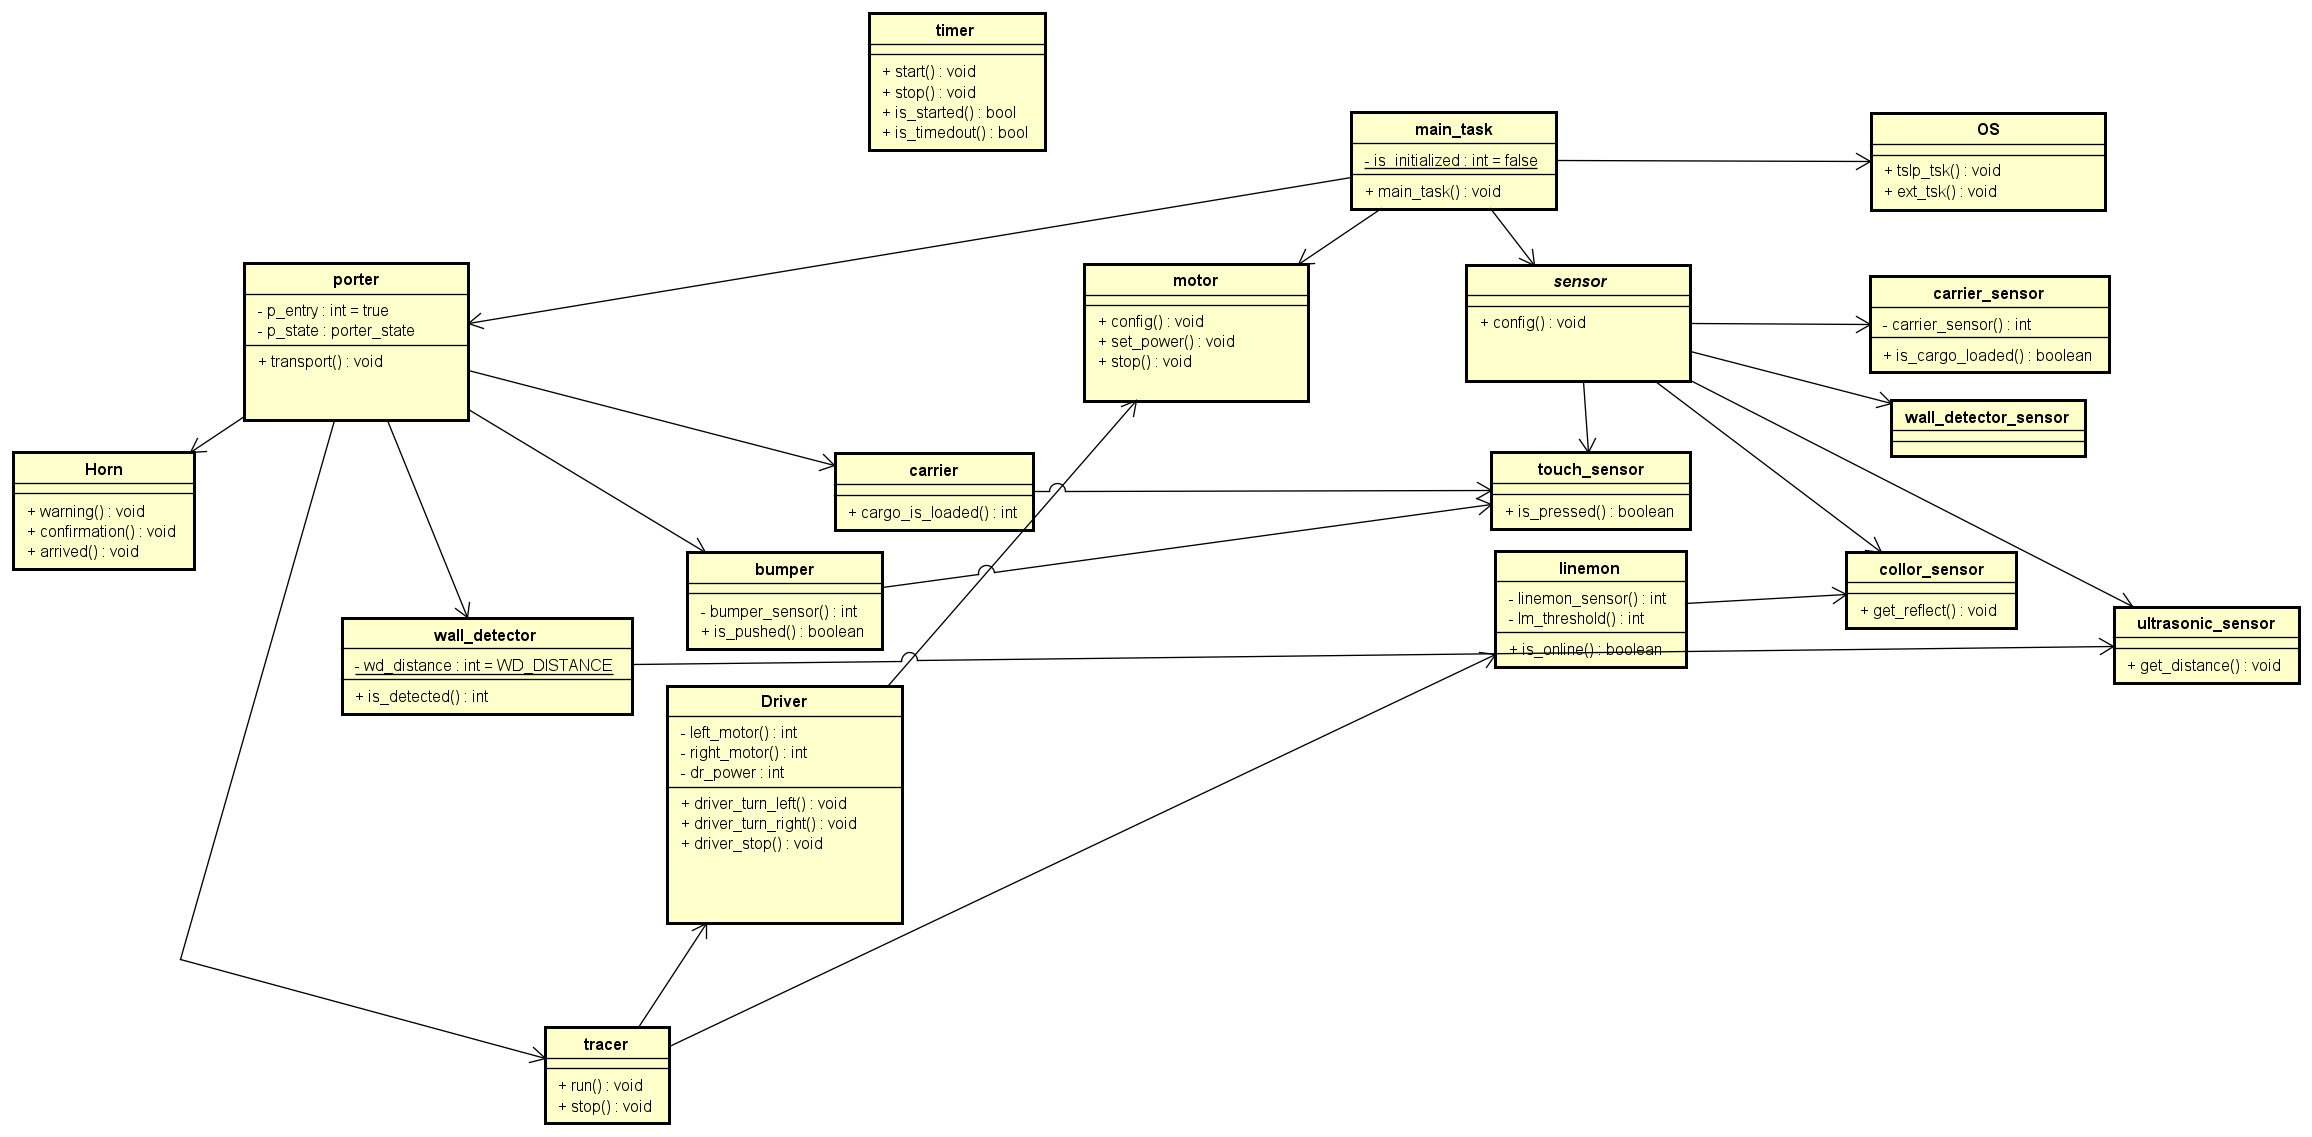 timer
+ start() : void
+ stop() : void
+ is_started() : bool
+ is_timedout() : bool
main_task
- is_initialized : int = false
+ main_task() : void
OS
+ tslp_tsk() : void
+ ext_tsk() : void
porter
- p_entry : int = true
- p_state : porter_state
+ transport() : void
motor
+ config() : void
+ set_power() : void
+ stop() : void
sensor
+ config() : void
carrier_sensor
- carrier_sensor() : int
+ is_cargo_loaded() : boolean
wall_detector_sensor
Horn
+ warning() : void
+ confirmation() : void
+ arrived() : void
carrier
+ cargo_is_loaded() : int
touch_sensor
+ is_pressed() : boolean
bumper
- bumper_sensor() : int
+ is_pushed() : boolean
linemon
- linemon_sensor() : int
- lm_threshold() : int
+ is_online() : boolean
collor_sensor
+ get_reflect() : void
ultrasonic_sensor
+ get_distance() : void
wall_detector
- wd_distance : int = WD_DISTANCE
+ is_detected() : int
Driver
- left_motor() : int
- right_motor() : int
- dr_power : int
+ driver_turn_left() : void
+ driver_turn_right() : void
+ driver_stop() : void
tracer
+ run() : void
+ stop() : void